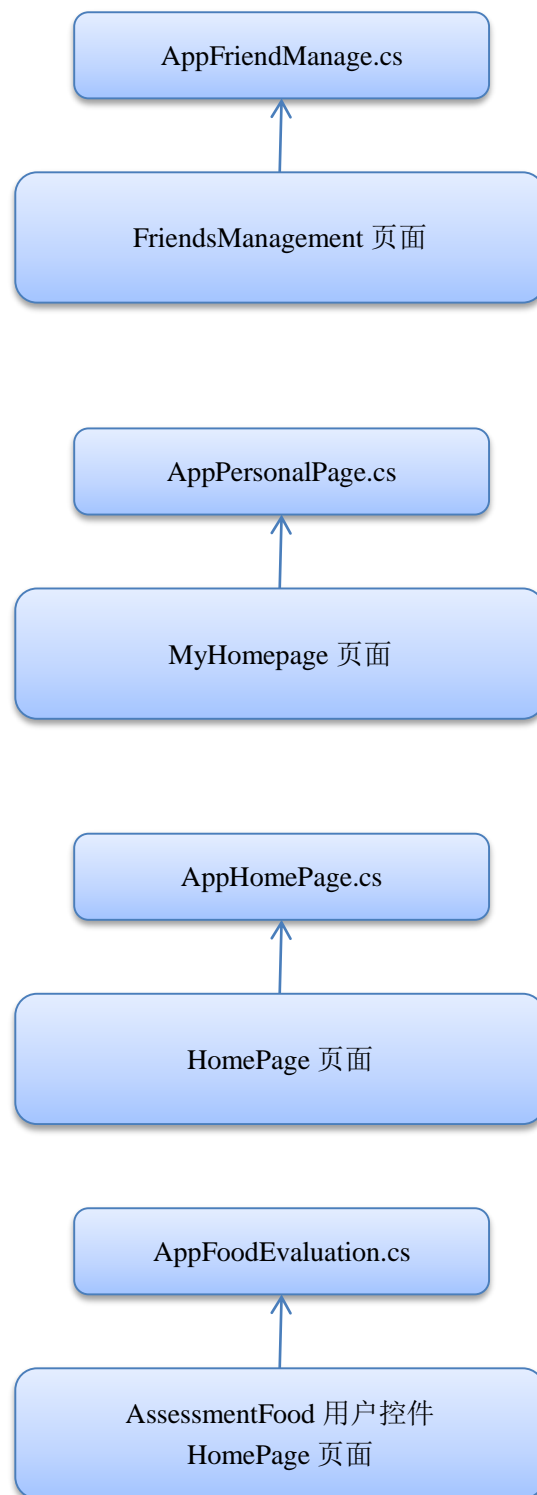 AppFriendManage.cs
FriendsManagement 页面
AppPersonalPage.cs
MyHomepage 页面
AppHomePage.cs
HomePage 页面
AppFoodEvaluation.cs
AssessmentFood 用户控件
HomePage 页面